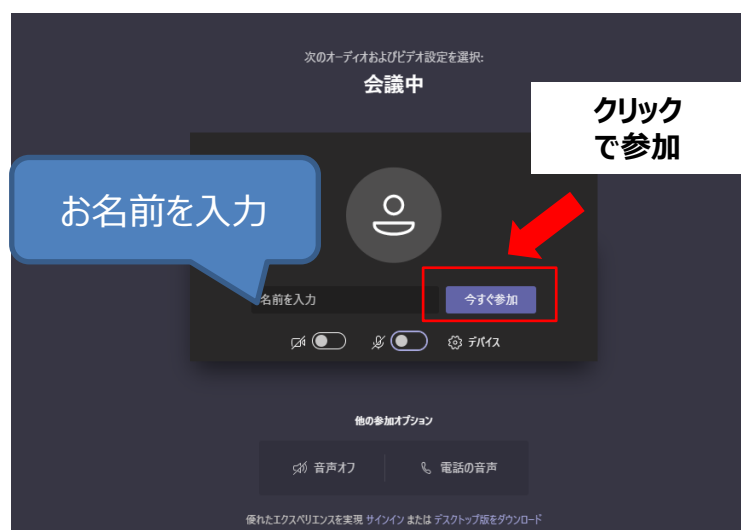 次のオーディオおよびビデオ設定を選択:
会議中
クリック
で参加
お名前を入力
名前を入力
今すぐ参加
デバイス
他の参加オプション
音声オフ
電話の音声
優れたエクスペリエンスを実現 サインイン または デスクトップ版をダウンロード